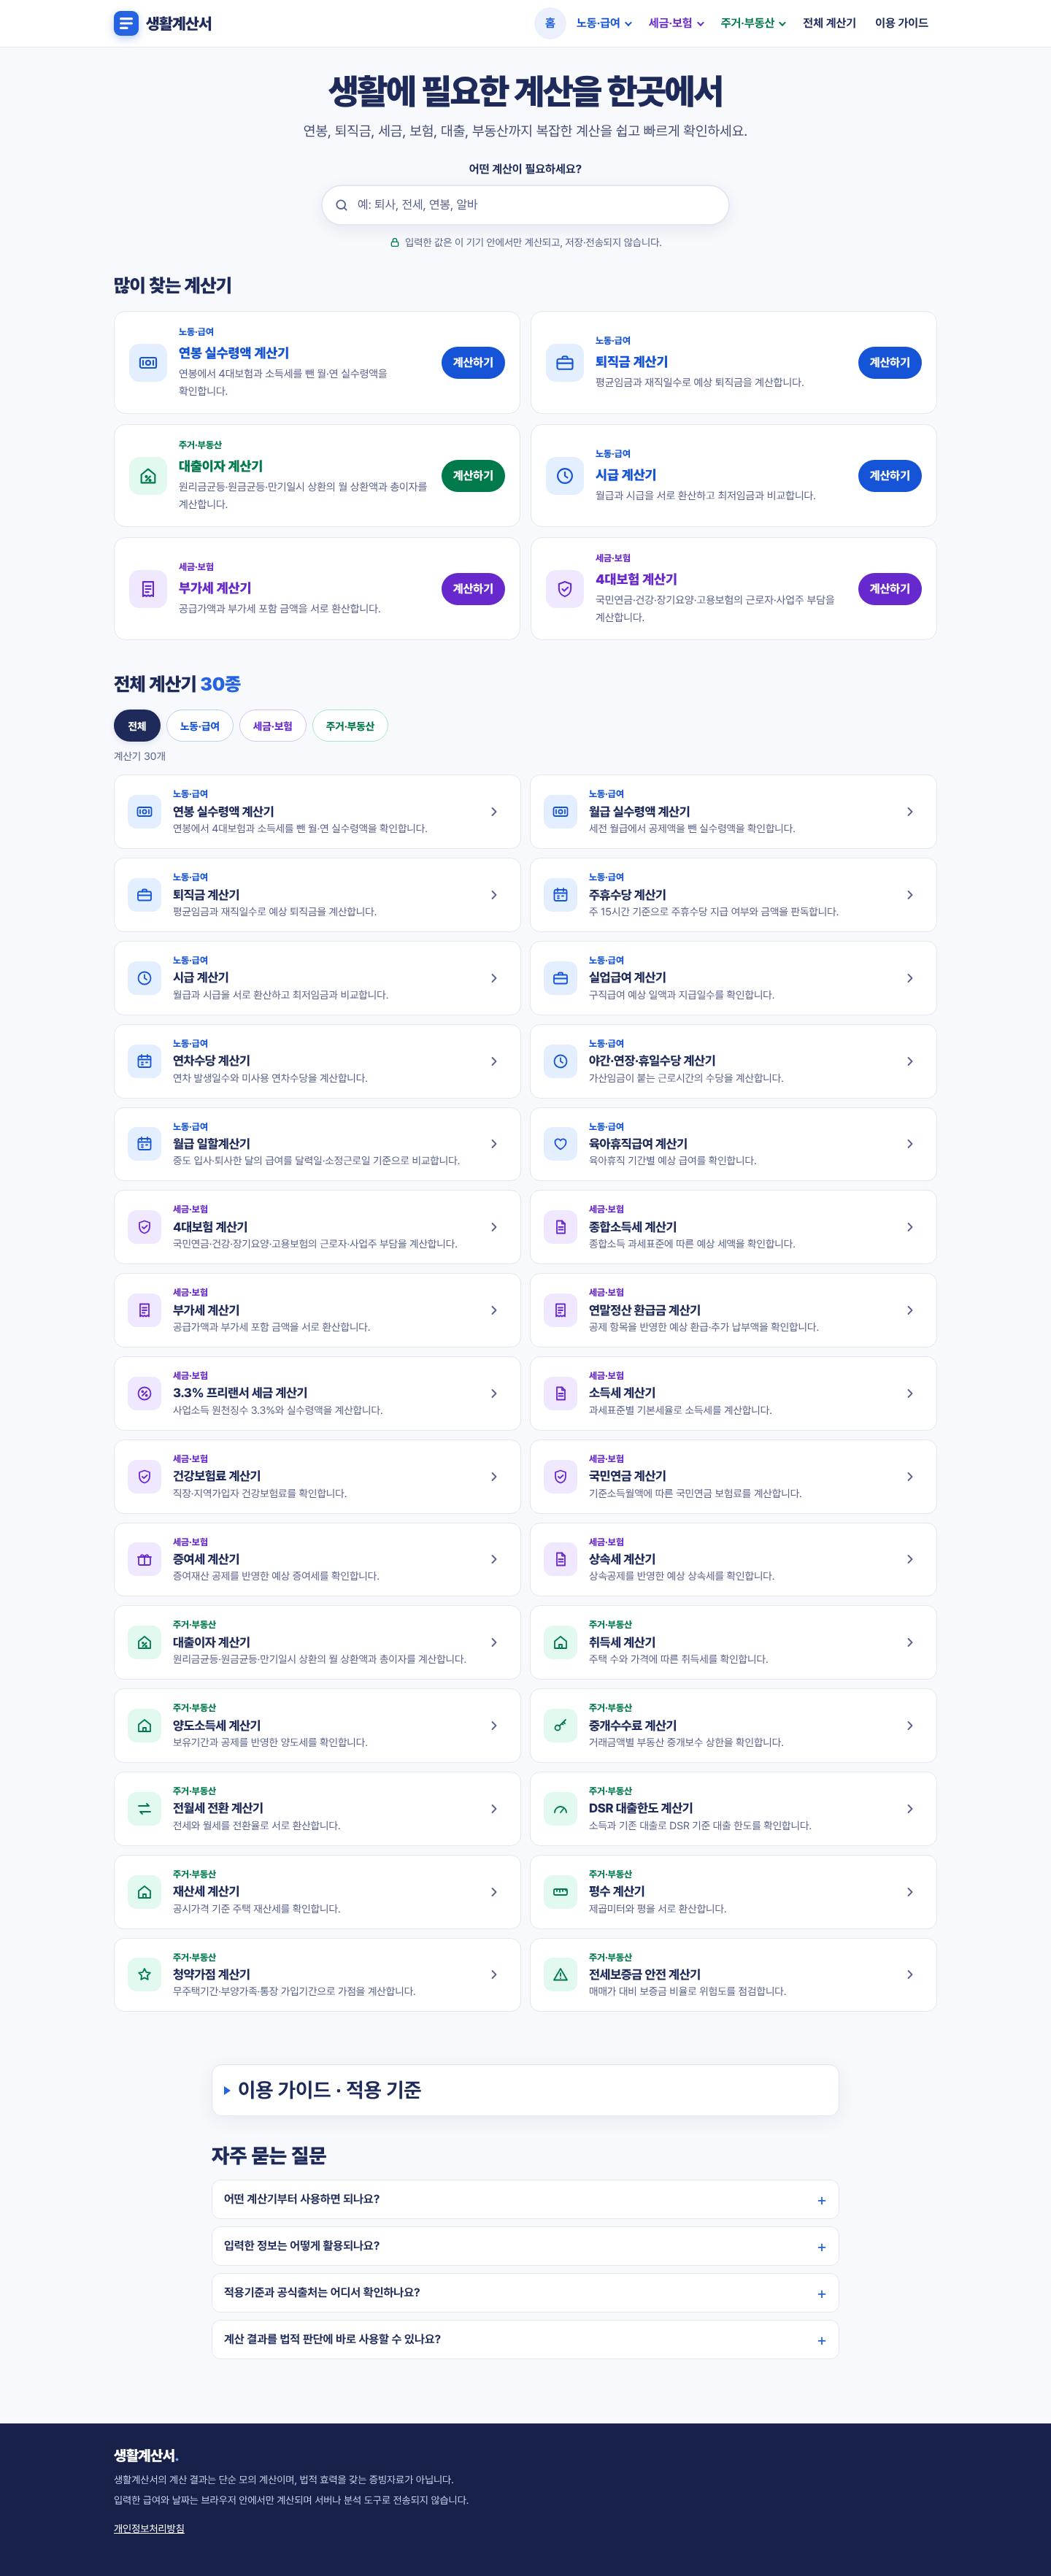 생활계산서
홈 노동·급여 세금·보험 주거·부동산 전체 계산기 이용 가이드
생활에 필요한 계산을 한곳에서
연봉, 퇴직금, 세금, 보험, 대출, 부동산까지 복잡한 계산을 쉽고 빠르게 확인하세요.
어떤 계산이 필요하세요?
예: 퇴사, 전세, 연봉, 알바
입력한 값은 이 기기 안에서만 계산되고, 저장·전송되지 않습니다.
많이 찾는 계산기
노동·급여
연봉 실수령액 계산기
연봉에서 4대보험과 소득세를 뺀 월·연 실수령액을
확인합니다.
계산하기
노동·급여
퇴직금 계산기
평균임금과 재직일수로 예상 퇴직금을 계산합니다.
계산하기
주거·부동산
대출이자 계산기
원리금균등·원금균등·만기일시 상환의 월 상환액과 총이자를
계산합니다.
계산하기
노동·급여
시급 계산기
월급과 시급을 서로 환산하고 최저임금과 비교합니다.
계산하기
세금·보험
부가세 계산기
공급가액과 부가세 포함 금액을 서로 환산합니다.
계산하기
세금·보험
4대보험 계산기
국민연금·건강·장기요양·고용보험의 근로자·사업주 부담을
계산합니다.
계산하기
전체 계산기 30종
전체 노동·급여 세금·보험 주거·부동산
계산기 30개
노동·급여
연봉 실수령액 계산기
연봉에서 4대보험과 소득세를 뺀 월·연 실수령액을 확인합니다.
노동·급여
월급 실수령액 계산기
세전 월급에서 공제액을 뺀 실수령액을 확인합니다.
노동·급여
퇴직금 계산기
평균임금과 재직일수로 예상 퇴직금을 계산합니다.
노동·급여
주휴수당 계산기
주 15시간 기준으로 주휴수당 지급 여부와 금액을 판독합니다.
노동·급여
시급 계산기
월급과 시급을 서로 환산하고 최저임금과 비교합니다.
노동·급여
실업급여 계산기
구직급여 예상 일액과 지급일수를 확인합니다.
노동·급여
연차수당 계산기
연차 발생일수와 미사용 연차수당을 계산합니다.
노동·급여
야간·연장·휴일수당 계산기
가산임금이 붙는 근로시간의 수당을 계산합니다.
노동·급여
월급 일할계산기
중도 입사·퇴사한 달의 급여를 달력일·소정근로일 기준으로 비교합니다.
노동·급여
육아휴직급여 계산기
육아휴직 기간별 예상 급여를 확인합니다.
세금·보험
4대보험 계산기
국민연금·건강·장기요양·고용보험의 근로자·사업주 부담을 계산합니다.
세금·보험
종합소득세 계산기
종합소득 과세표준에 따른 예상 세액을 확인합니다.
세금·보험
부가세 계산기
공급가액과 부가세 포함 금액을 서로 환산합니다.
세금·보험
연말정산 환급금 계산기
공제 항목을 반영한 예상 환급·추가 납부액을 확인합니다.
세금·보험
3.3% 프리랜서 세금 계산기
사업소득 원천징수 3.3%와 실수령액을 계산합니다.
세금·보험
소득세 계산기
과세표준별 기본세율로 소득세를 계산합니다.
세금·보험
건강보험료 계산기
직장·지역가입자 건강보험료를 확인합니다.
세금·보험
국민연금 계산기
기준소득월액에 따른 국민연금 보험료를 계산합니다.
세금·보험
증여세 계산기
증여재산 공제를 반영한 예상 증여세를 확인합니다.
세금·보험
상속세 계산기
상속공제를 반영한 예상 상속세를 확인합니다.
주거·부동산
대출이자 계산기
원리금균등·원금균등·만기일시 상환의 월 상환액과 총이자를 계산합니다.
주거·부동산
취득세 계산기
주택 수와 가격에 따른 취득세를 확인합니다.
주거·부동산
양도소득세 계산기
보유기간과 공제를 반영한 양도세를 확인합니다.
주거·부동산
중개수수료 계산기
거래금액별 부동산 중개보수 상한을 확인합니다.
주거·부동산
전월세 전환 계산기
전세와 월세를 전환율로 서로 환산합니다.
주거·부동산
DSR 대출한도 계산기
소득과 기존 대출로 DSR 기준 대출 한도를 확인합니다.
주거·부동산
재산세 계산기
공시가격 기준 주택 재산세를 확인합니다.
주거·부동산
평수 계산기
제곱미터와 평을 서로 환산합니다.
주거·부동산
청약가점 계산기
무주택기간·부양가족·통장 가입기간으로 가점을 계산합니다.
주거·부동산
전세보증금 안전 계산기
매매가 대비 보증금 비율로 위험도를 점검합니다.
이용 가이드 · 적용 기준
자주 묻는 질문
어떤 계산기부터 사용하면 되나요?
입력한 정보는 어떻게 활용되나요?
적용기준과 공식출처는 어디서 확인하나요?
계산 결과를 법적 판단에 바로 사용할 수 있나요?
생활계산서.
생활계산서의 계산 결과는 단순 모의 계산이며, 법적 효력을 갖는 증빙자료가 아닙니다.
입력한 급여와 날짜는 브라우저 안에서만 계산되며 서버나 분석 도구로 전송되지 않습니다.
개인정보처리방침